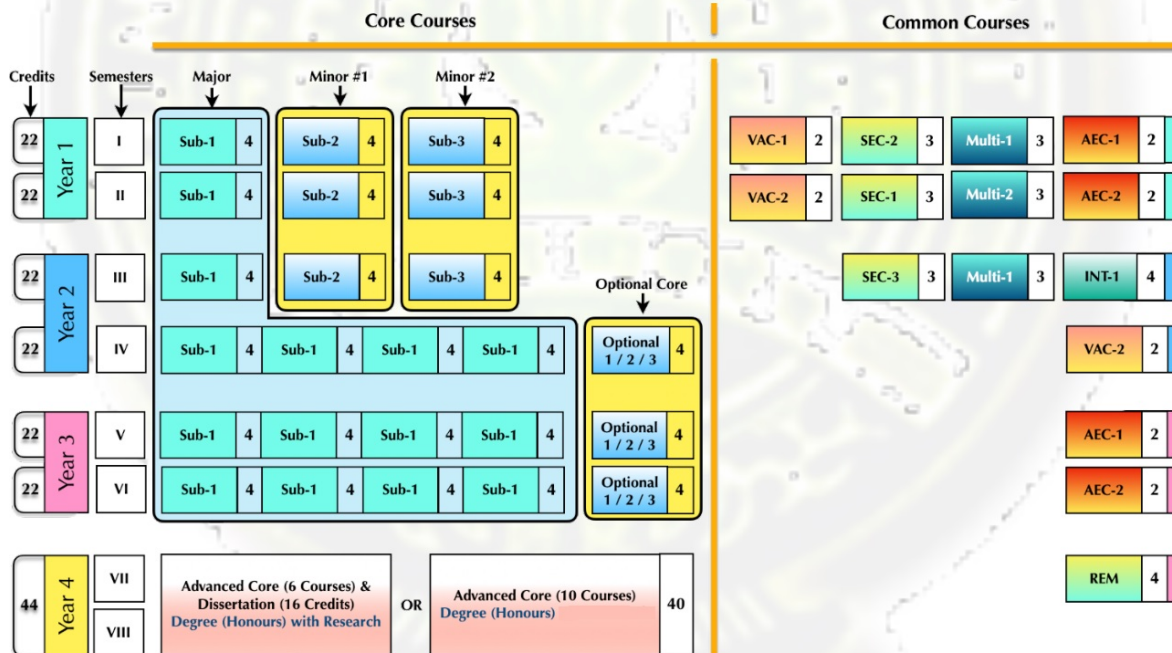 Core Courses
Common Courses
Credits Semesters Major Minor #1 Minor #2
22 Year 1 I Sub-1 4 Sub-2 4 Sub-3 4 VAC-1 2 SEC-2 3 Multi-1 3 AEC-1 2
22 II Sub-1 4 Sub-2 4 Sub-3 4 VAC-2 2 SEC-1 3 Multi-2 3 AEC-2 2
22 Year 2 III Sub-1 4 Sub-2 4 Sub-3 4 SEC-3 3 Multi-1 3 INT-1 4
Optional Core
22 IV Sub-1 4 Sub-1 4 Sub-1 4 Sub-1 4 Optional 4 VAC-2 2
1 / 2 / 3
22 Year 3 V Sub-1 4 Sub-1 4 Sub-1 4 Sub-1 4 Optional 4 AEC-1 2
1 / 2 / 3
22 VI Sub-1 4 Sub-1 4 Sub-1 4 Sub-1 4 Optional 4 AEC-2 2
1 / 2 / 3
44 Year 4 VII
VIII
Advanced Core (6 Courses) &
Dissertation (16 Credits)
Degree (Honours) with Research
OR
Advanced Core (10 Courses)
Degree (Honours)
40
REM 4